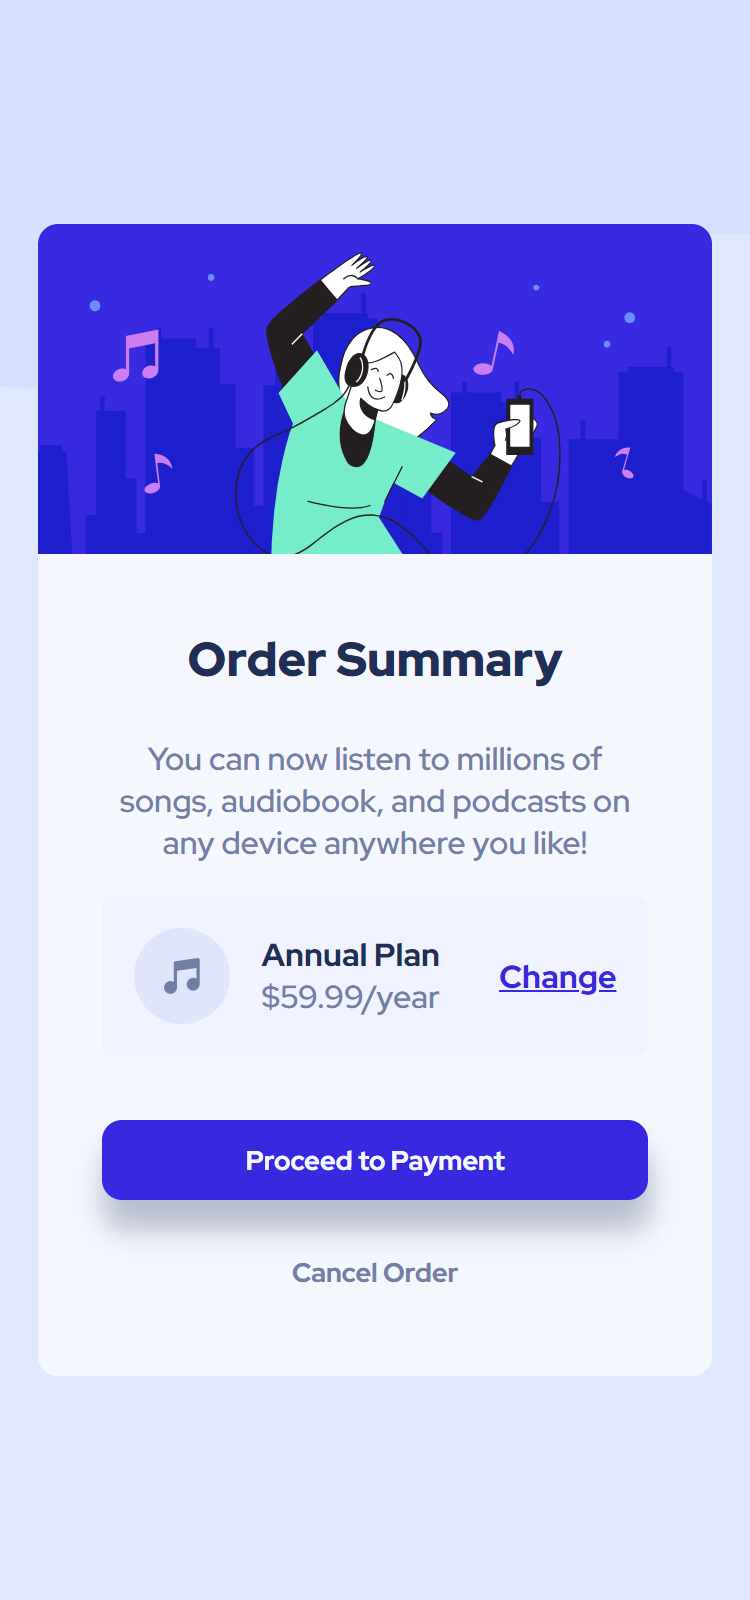 Order Summary
You can now listen to millions of
songs, audiobook, and podcasts on
any device anywhere you like!
Annual Plan
$59.99/year
Change
Proceed to Payment
Cancel Order